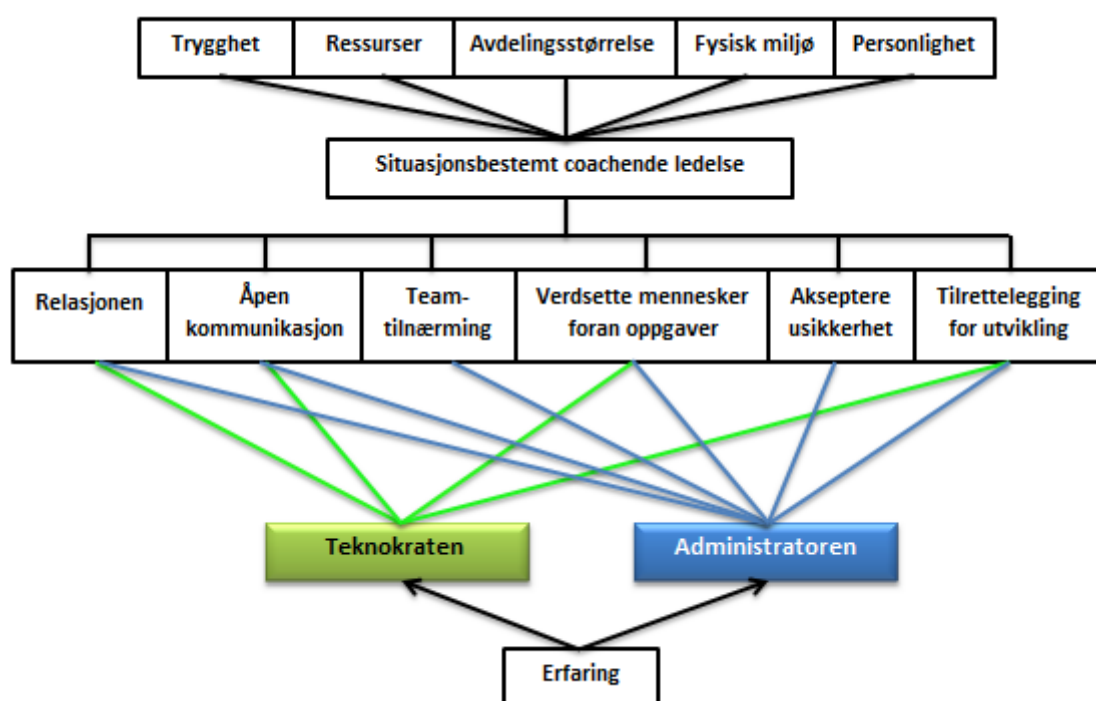 Trygghet
Ressurser
Avdelingsstørrelse
Fysisk miljø
Personlighet
Situasjonsbestemt coachende ledelse
Relasjonen
Åpen
kommunikasjon
Team-
tilnærming
Verdsette mennesker
foran oppgaver
Akseptere
usikkerhet
Tilrettelegging
for utvikling
Teknokraten
Administratoren
Erfaring